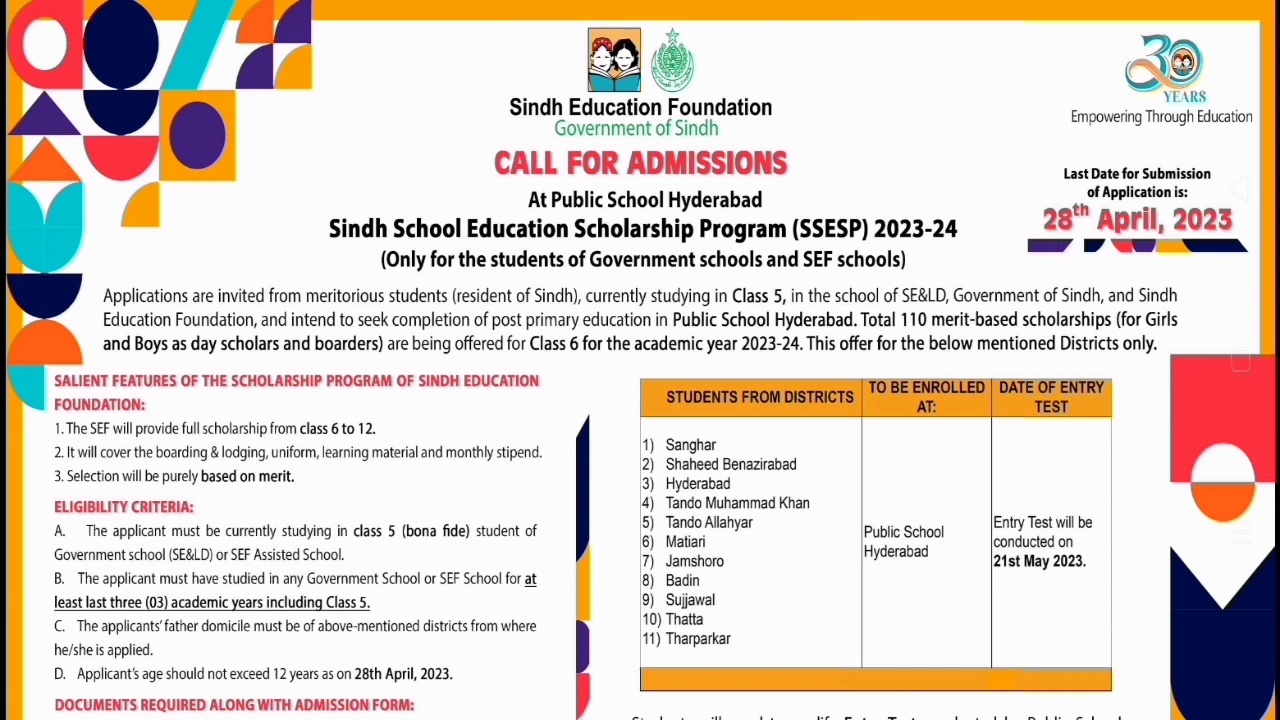 30
YEARS
Empowering Through Education
Sindh Education Foundation
Government of Sindh
CALL FOR ADMISSIONS
At Public School Hyderabad
Sindh School Education Scholarship Program (SSESP) 2023-24
(Only for the students of Government schools and SEF schools)
Last Date for Submission
of Application is:
28th April, 2023
Applications are invited from meritorious students (resident of Sindh), currently studying in Class 5, in the school of SE&LD, Government of Sindh, and Sindh
Education Foundation, and intend to seek completion of post primary education in Public School Hyderabad. Total 110 merit-based scholarships (for Girls
and Boys as day scholars and boarders) are being offered for Class 6 for the academic year 2023-24. This offer for the below mentioned Districts only.
SALIENT FEATURES OF THE SCHOLARSHIP PROGRAM OF SINDH EDUCATION
FOUNDATION:
1. The SEF will provide full scholarship from class 6 to 12.
2. It will cover the boarding & lodging, uniform, learning material and monthly stipend.
3. Selection will be purely based on merit.
ELIGIBILITY CRITERIA:
A. The applicant must be currently studying in class 5 (bona fide) student of
Government school (SE&LD) or SEF Assisted School.
B. The applicant must have studied in any Government School or SEF School for at
least last three (03) academic years including Class 5.
C. The applicants' father domicile must be of above-mentioned districts from where
he/she is applied.
D. Applicant's age should not exceed 12 years as on 28th April, 2023.
DOCUMENTS REQUIRED ALONG WITH ADMISSION FORM:
STUDENTS FROM DISTRICTS
TO BE ENROLLED
AT:
DATE OF ENTRY
TEST
1) Sanghar
2) Shaheed Benazirabad
3) Hyderabad
4) Tando Muhammad Khan
5) Tando Allahyar
6) Matiari
7) Jamshoro
8) Badin
9) Sujjawal
10) Thatta
11) Tharparkar
Public School
Hyderabad
Entry Test will be
conducted on
21st May 2023.